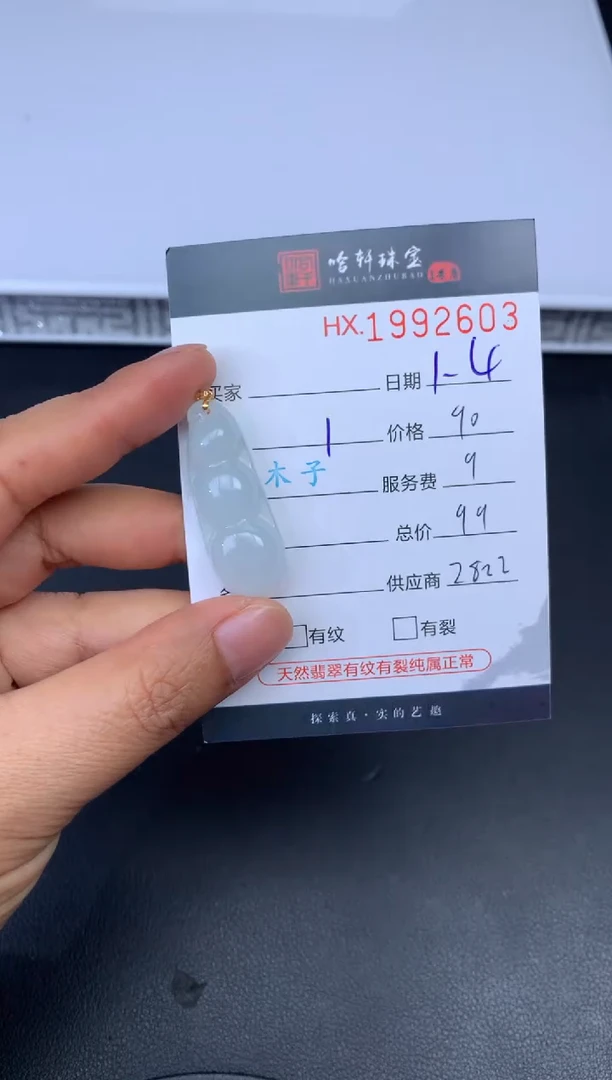 哈轩珠宝
HAXUANZHUBAO
HX.1992603
买家 日期 1-4
1 价格 90
木子
服务费 9
总价 99
供应商 2822
有纹 有裂
天然翡翠有纹有裂纯属正常
探索真·实的艺趣